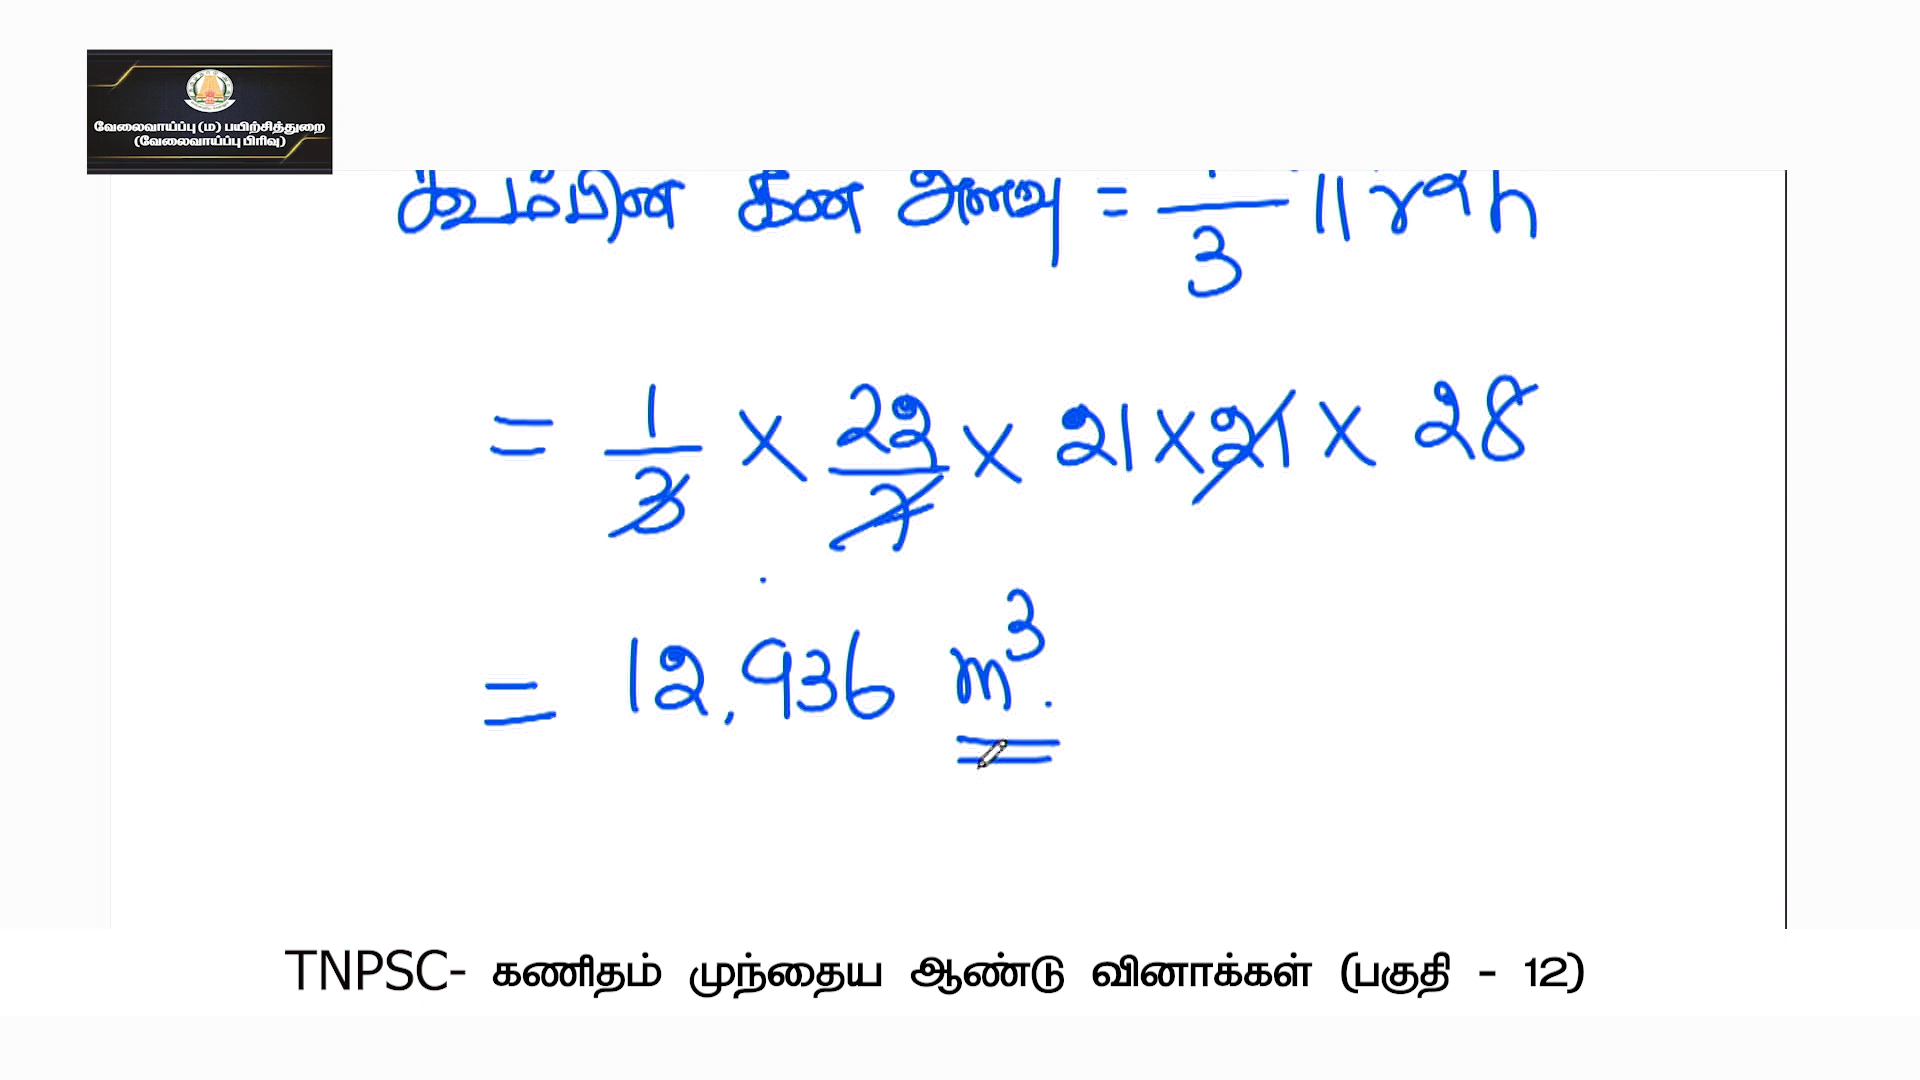 வேலைவாய்ப்பு (ம) பயிற்சித்துறை
(வேலைவாய்ப்பு பிரிவு)
கூம்பின் கன அளவு = 1/3 πr²h
= 1/3 × 22/7 × 21 × 21 × 28
= 12,936 m³.
TNPSC- கணிதம் முந்தைய ஆண்டு வினாக்கள் (பகுதி - 12)